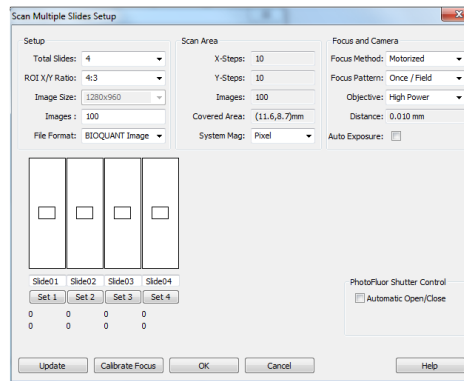 Scan Multiple Slides Setup
Setup
Total Slides: 4
ROI X/Y Ratio: 4:3
Image Size: 1280x960
Images : 100
File Format: BIOQUANT Image
Scan Area
X-Steps: 10
Y-Steps: 10
Images: 100
Covered Area: (11.6,8.7)mm
System Mag: Pixel
Focus and Camera
Focus Method: Motorized
Focus Pattern: Once / Field
Objective: High Power
Distance: 0.010 mm
Auto Exposure:
Slide01 Slide02 Slide03 Slide04
Set 1 Set 2 Set 3 Set 4
0 0 0 0
0 0 0 0
PhotoFluor Shutter Control
Automatic Open/Close
Update Calibrate Focus OK Cancel Help